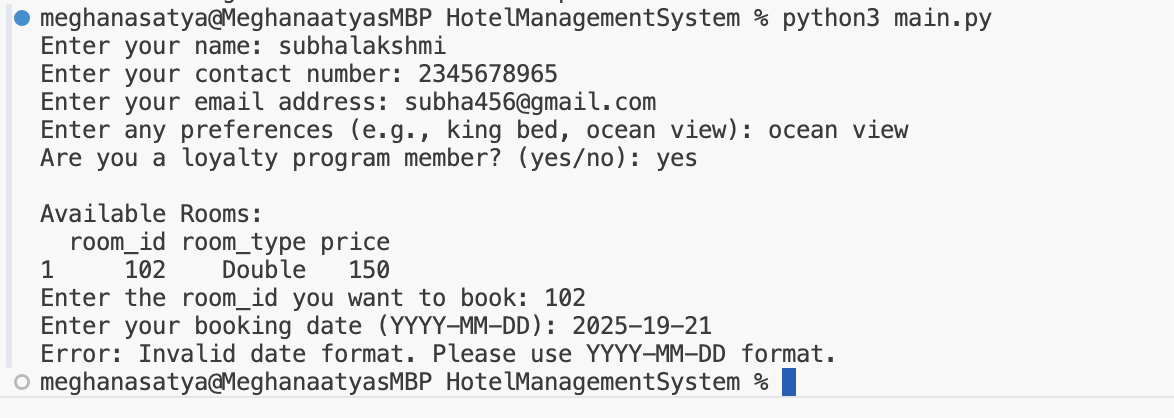 meghanasatya@MeghanaatyasMBP HotelManagementSystem % python3 main.py
Enter your name: subhalakshmi
Enter your contact number: 2345678965
Enter your email address: subha456@gmail.com
Enter any preferences (e.g., king bed, ocean view): ocean view
Are you a loyalty program member? (yes/no): yes

Available Rooms:
  room_id room_type price
1     102    Double   150
Enter the room_id you want to book: 102
Enter your booking date (YYYY-MM-DD): 2025-19-21
Error: Invalid date format. Please use YYYY-MM-DD format.
meghanasatya@MeghanaatyasMBP HotelManagementSystem %